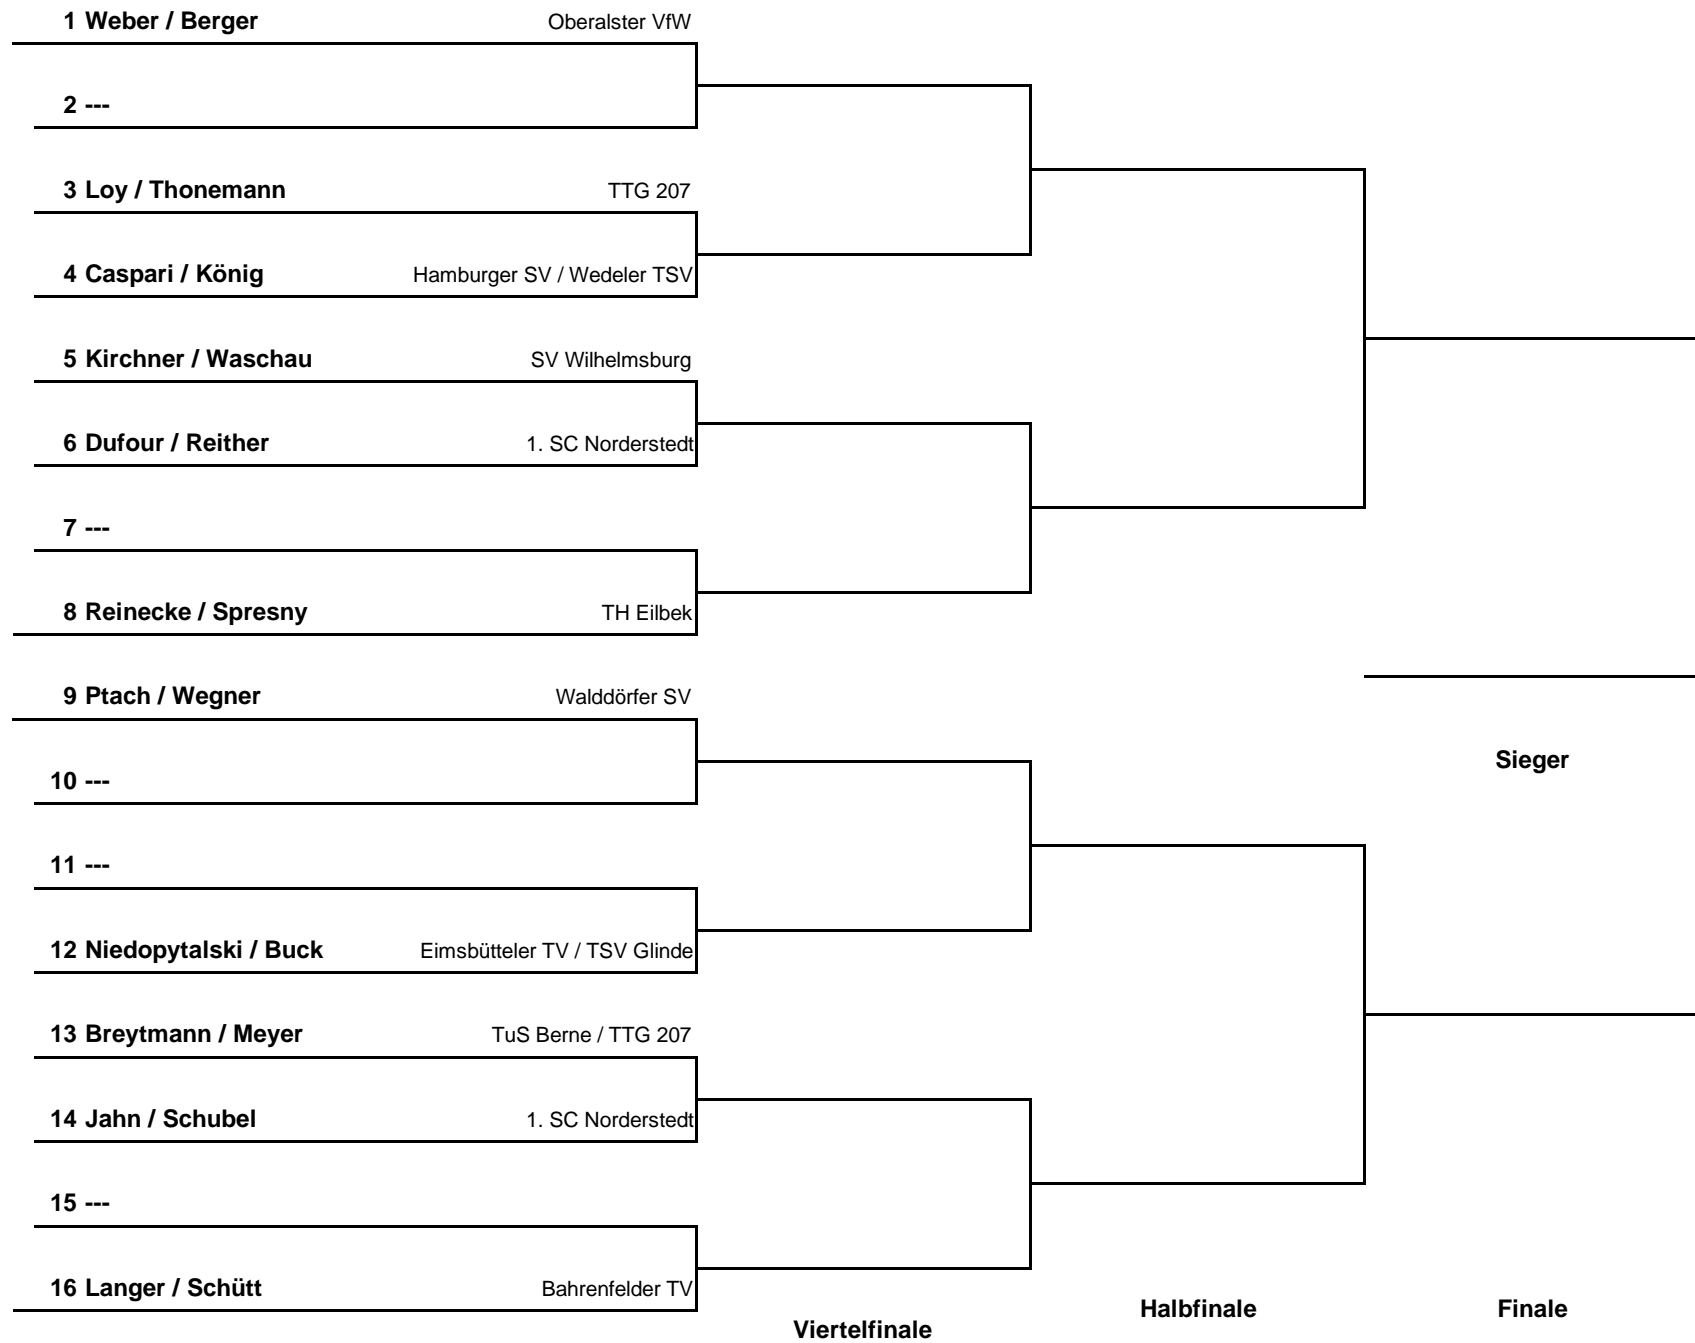 1 Weber / Berger Oberalster VfW
2 ---
3 Loy / Thonemann TTG 207
4 Caspari / König Hamburger SV / Wedeler TSV
5 Kirchner / Waschau SV Wilhelmsburg
6 Dufour / Reither 1. SC Norderstedt
7 ---
8 Reinecke / Spresny TH Eilbek
9 Ptach / Wegner Walddörfer SV
Sieger
10 ---
11 ---
12 Niedopytalski / Buck Eimsbütteler TV / TSV Glinde
13 Breytmann / Meyer TuS Berne / TTG 207
14 Jahn / Schubel 1. SC Norderstedt
15 ---
16 Langer / Schütt Bahrenfelder TV
Viertelfinale Halbfinale Finale